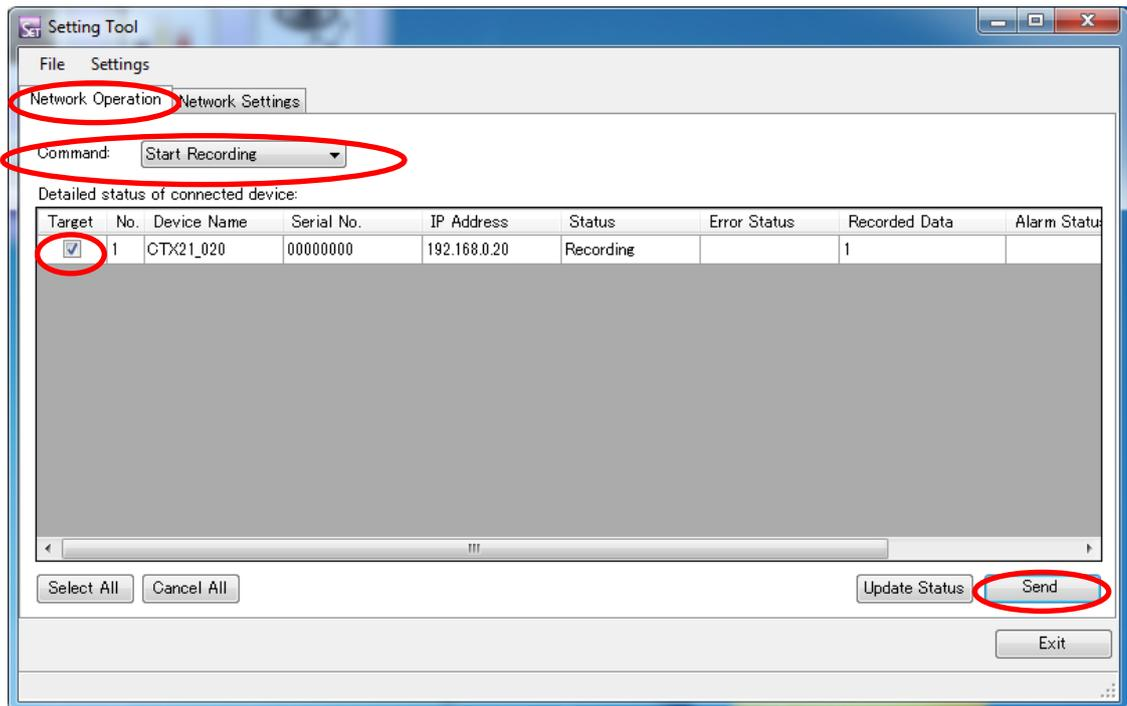 SET Setting Tool
File Settings
Network Operation Network Settings
Command: Start Recording
Detailed status of connected device:
Target No. Device Name Serial No. IP Address Status Error Status Recorded Data Alarm Statu
1 CTX21_020 00000000 192.168.0.20 Recording 1
Select All Cancel All Update Status Send
Exit